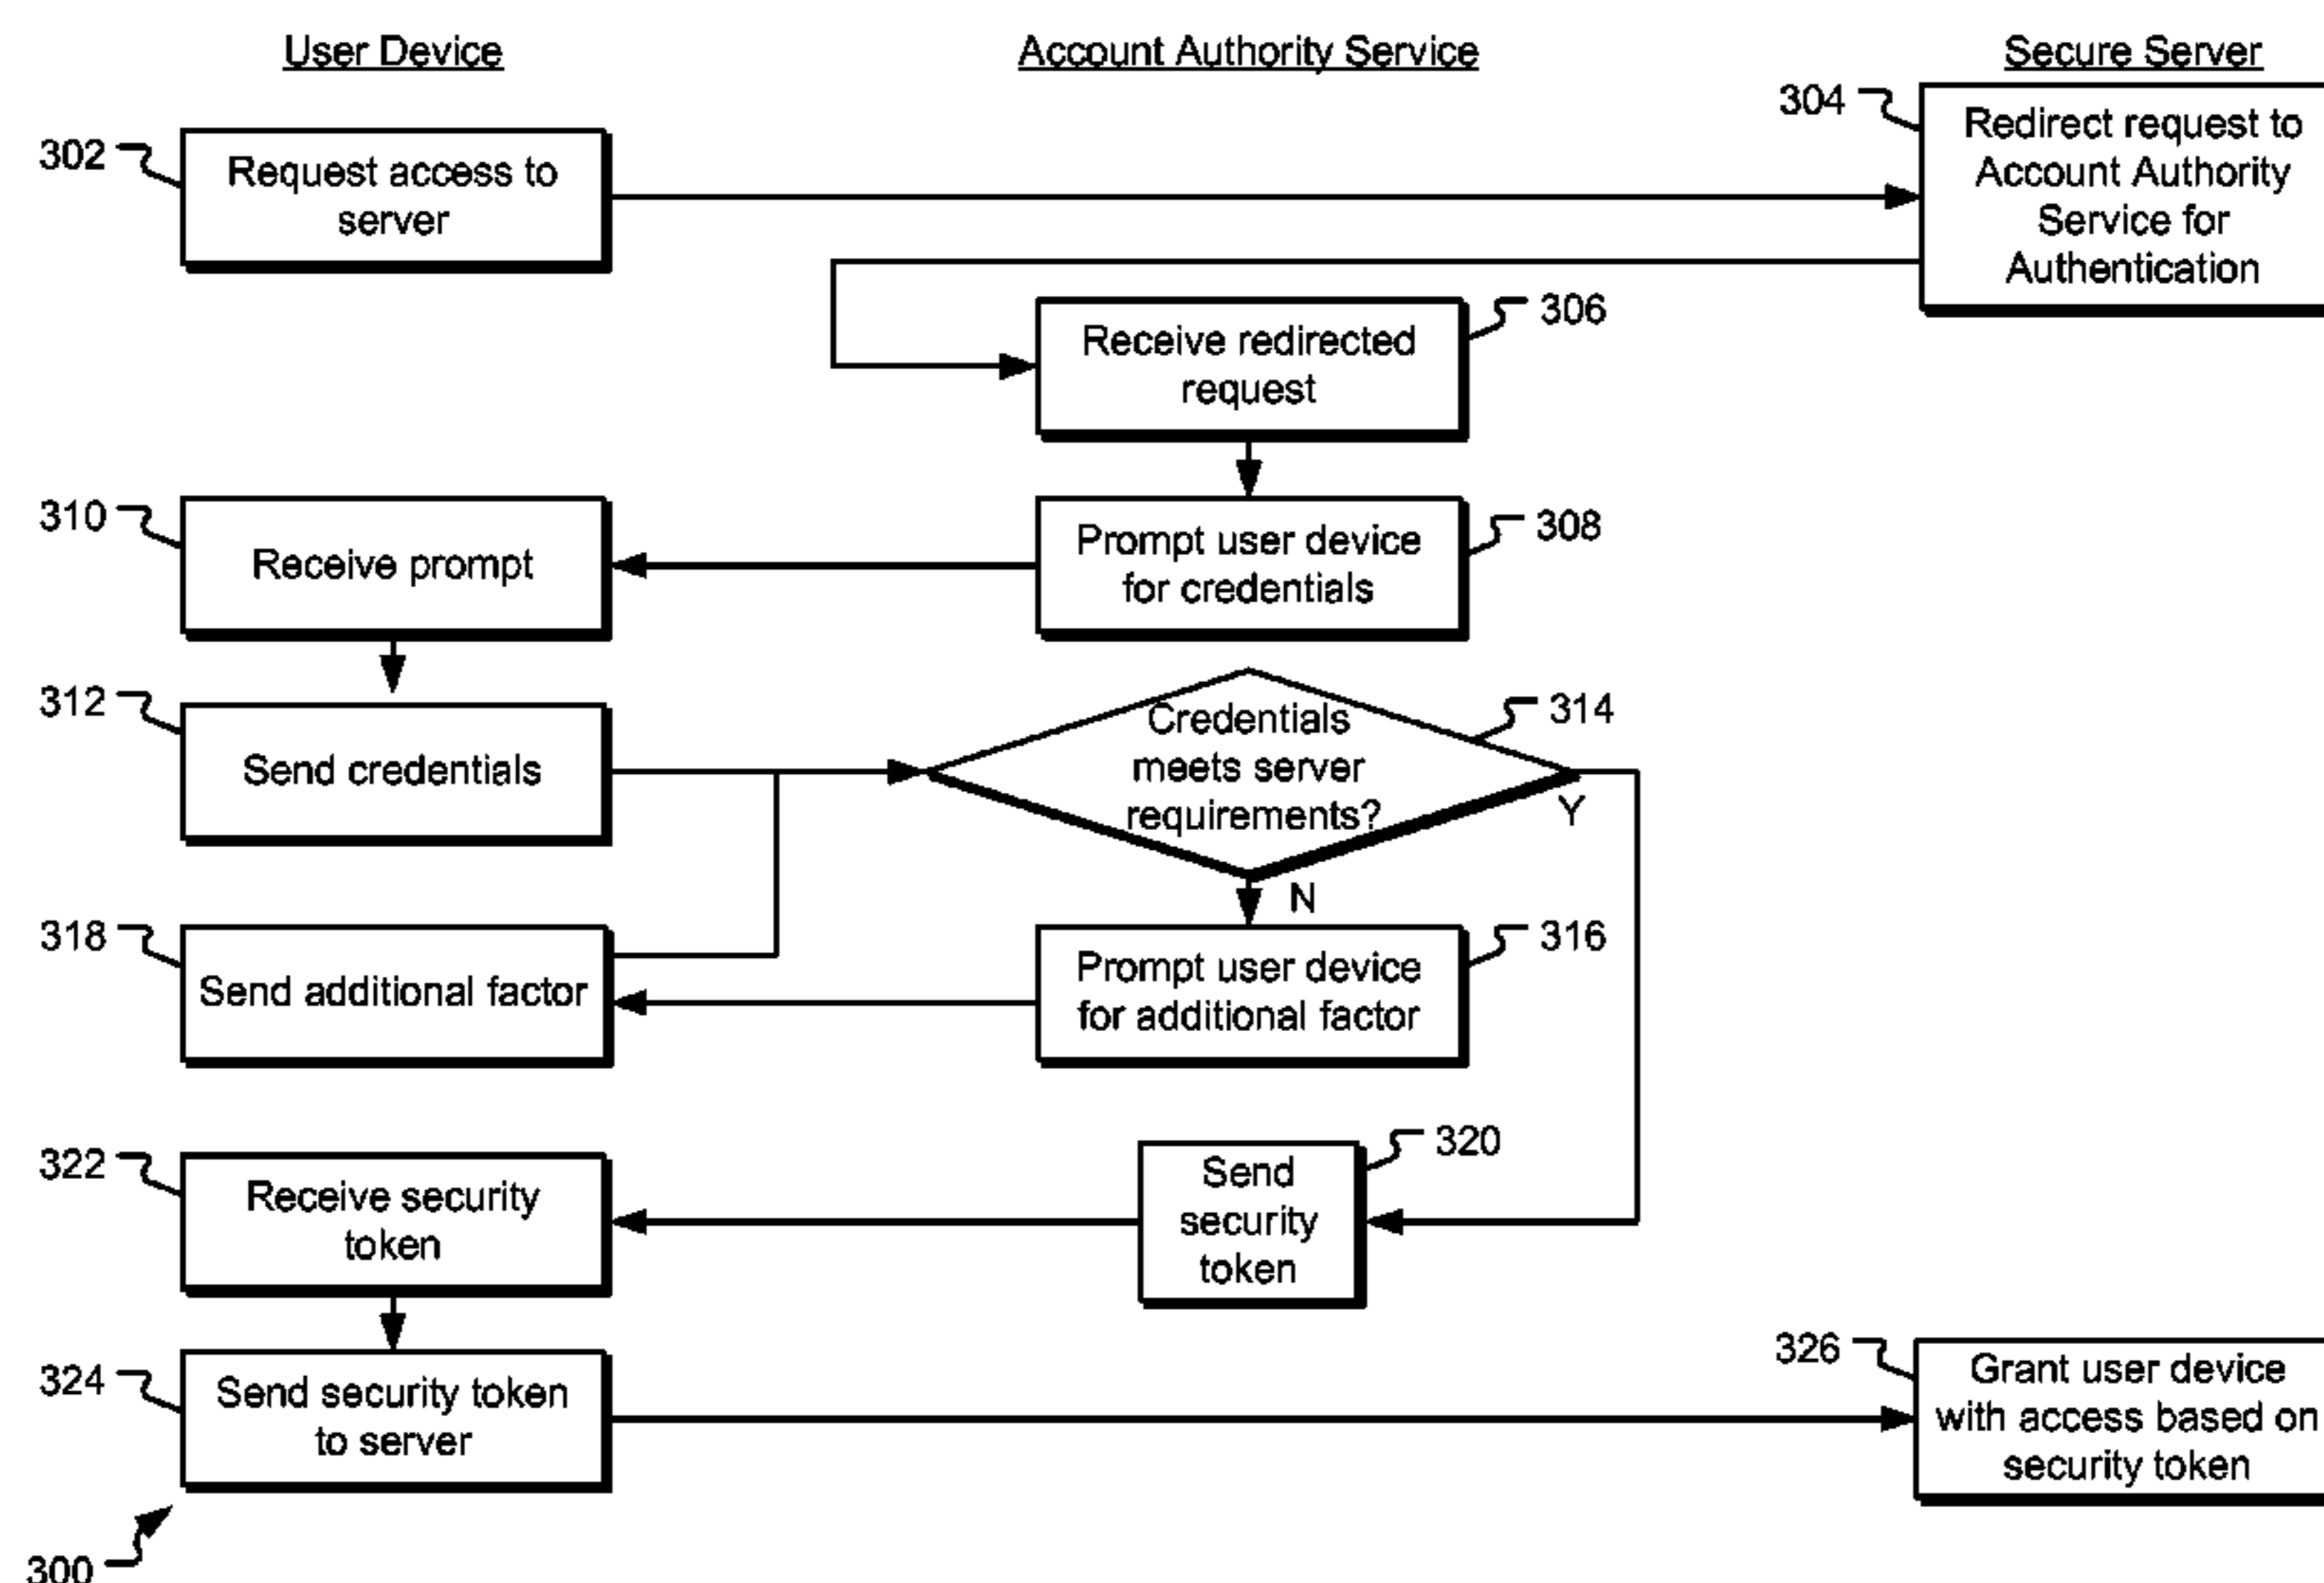 User Device
Account Authority Service
Secure Server
304
Redirect request to
Account Authority
Service for
Authentication
302
Request access to
server
306
Receive redirected
request
310
Receive prompt
308
Prompt user device
for credentials
312
Send credentials
314
Credentials
meets server
requirements?
Y
N
318
Send additional factor
316
Prompt user device
for additional factor
320
Send
security
token
322
Receive security
token
324
Send security token
to server
326
Grant user device
with access based on
security token
300